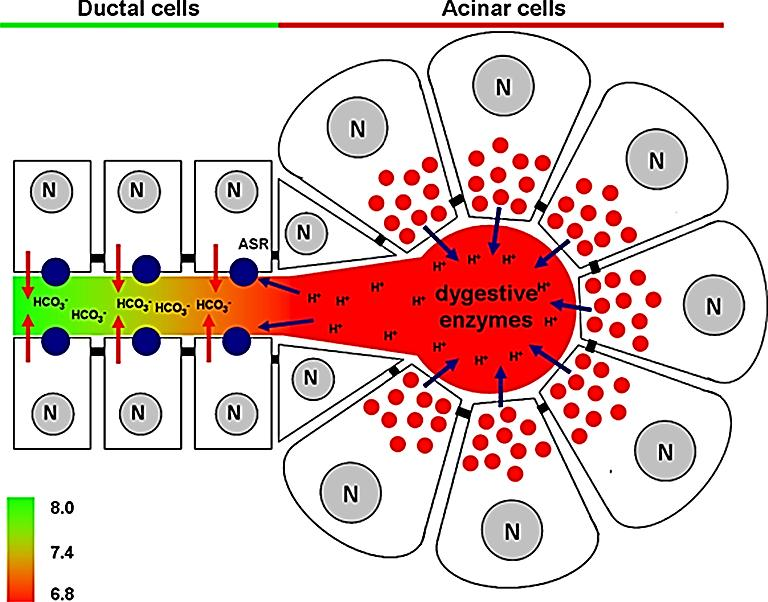 Ductal cells
Acinar cells
N
N
N
N
N
N
N
ASR
N
N
H⁺ H⁺ H⁺
H⁺
H⁺ H⁺ H⁺
HCO₃⁻ HCO₃⁻ HCO₃⁻ HCO₃⁻ HCO₃⁻
dygestive
enzymes
H⁺
H⁺ H⁺
H⁺
H⁺ H⁺ H⁺
N
N
N
N
N
N
N
N
8.0
7.4
6.8